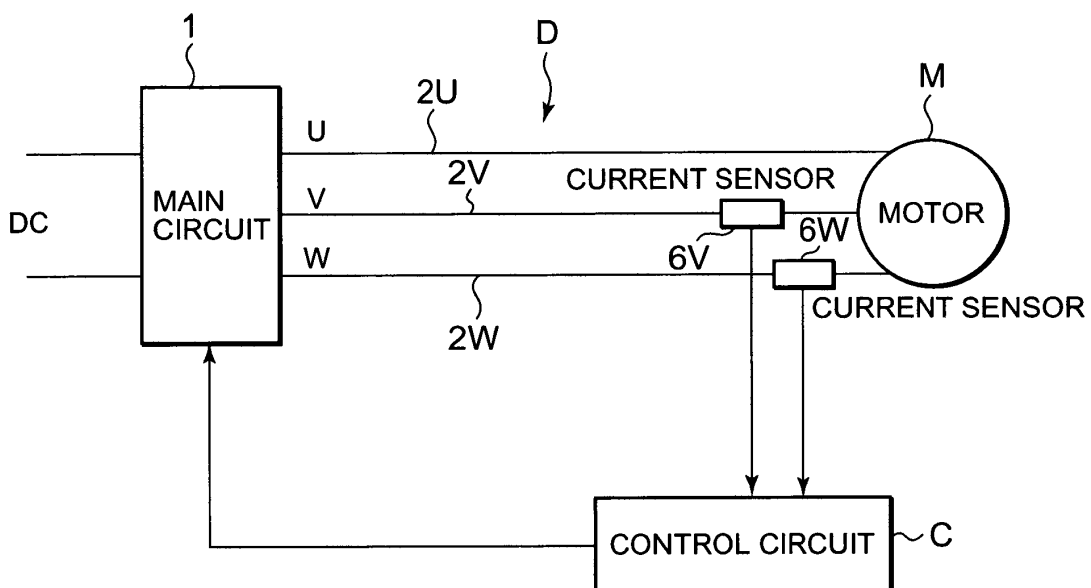 1
D
M
2U
U
2V
CURRENT SENSOR
V
MAIN
CIRCUIT
DC
MOTOR
6W
W
6V
CURRENT SENSOR
2W
CONTROL CIRCUIT
C